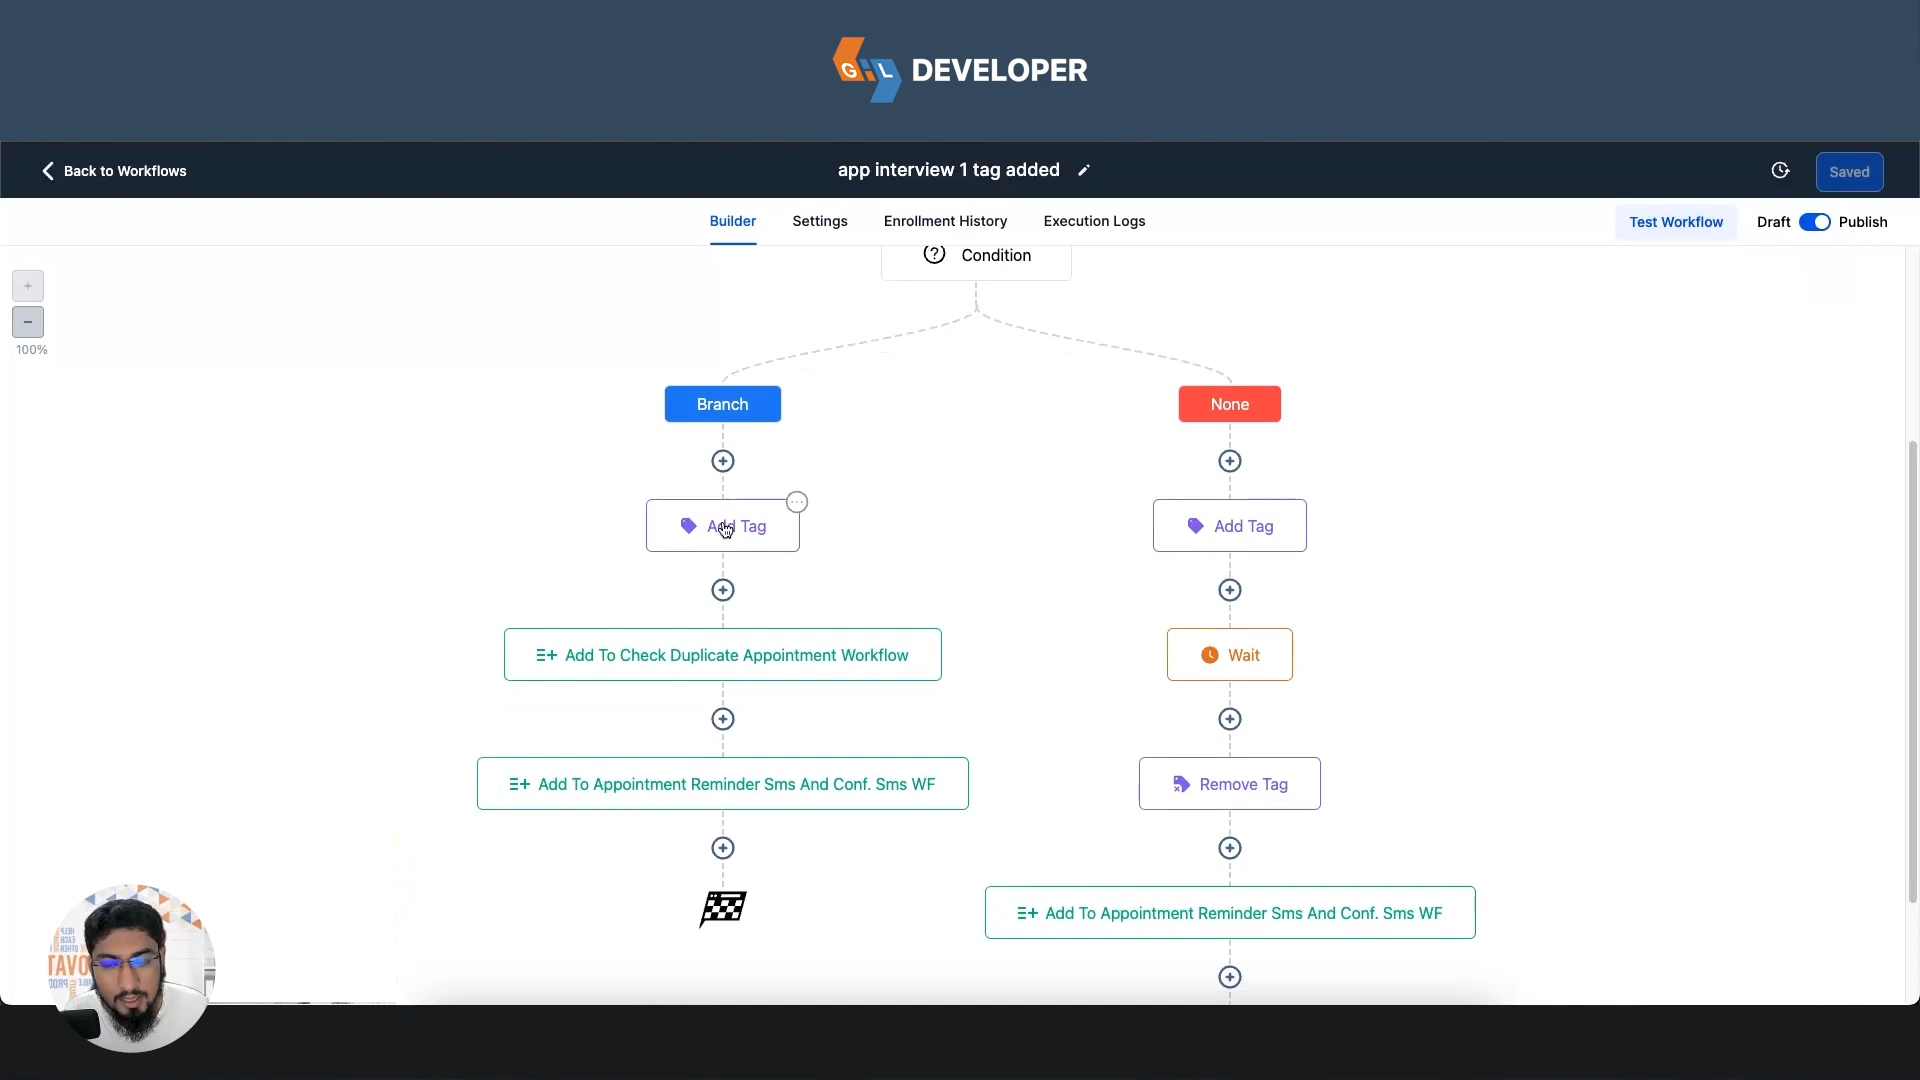 GHL DEVELOPER
Back to Workflows
app interview 1 tag added
Saved
Builder
Settings
Enrollment History
Execution Logs
Test Workflow
Draft
Publish
100%
Condition
Branch
None
Add Tag
Add Tag
Add To Check Duplicate Appointment Workflow
Wait
Add To Appointment Reminder Sms And Conf. Sms WF
Remove Tag
Add To Appointment Reminder Sms And Conf. Sms WF